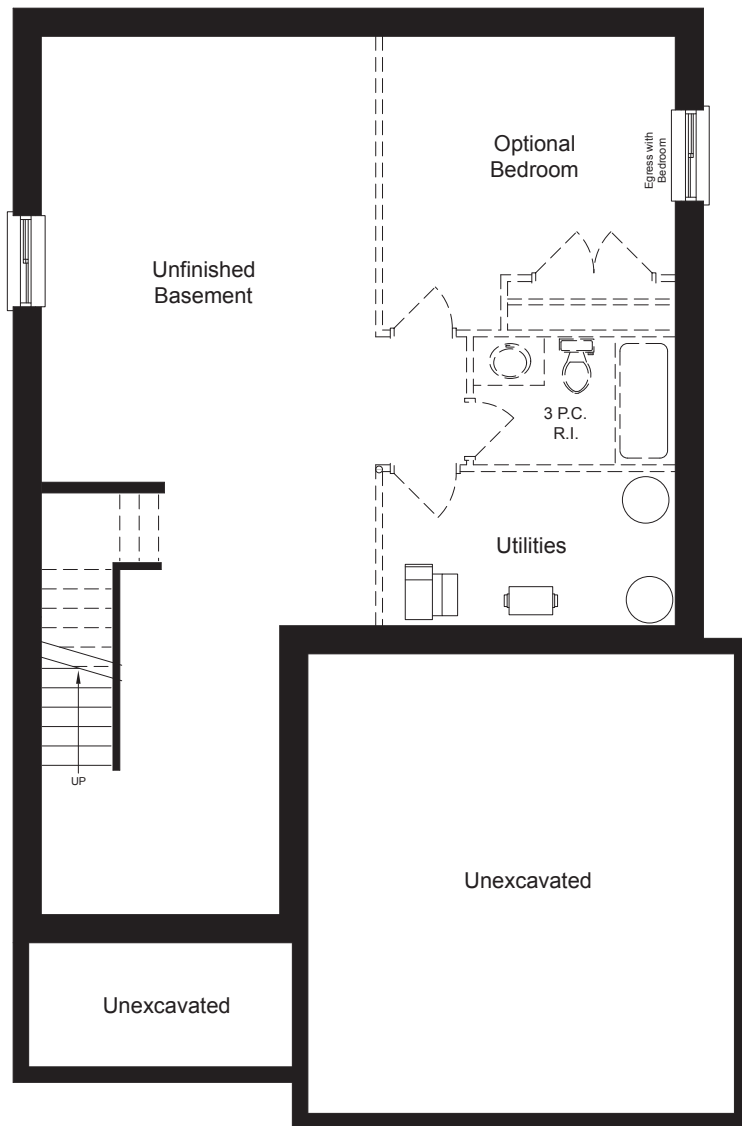 Optional
Bedroom
Egress with
Bedroom
Unfinished
Basement
3 P.C.
R.I.
Utilities
UP
Unexcavated
Unexcavated